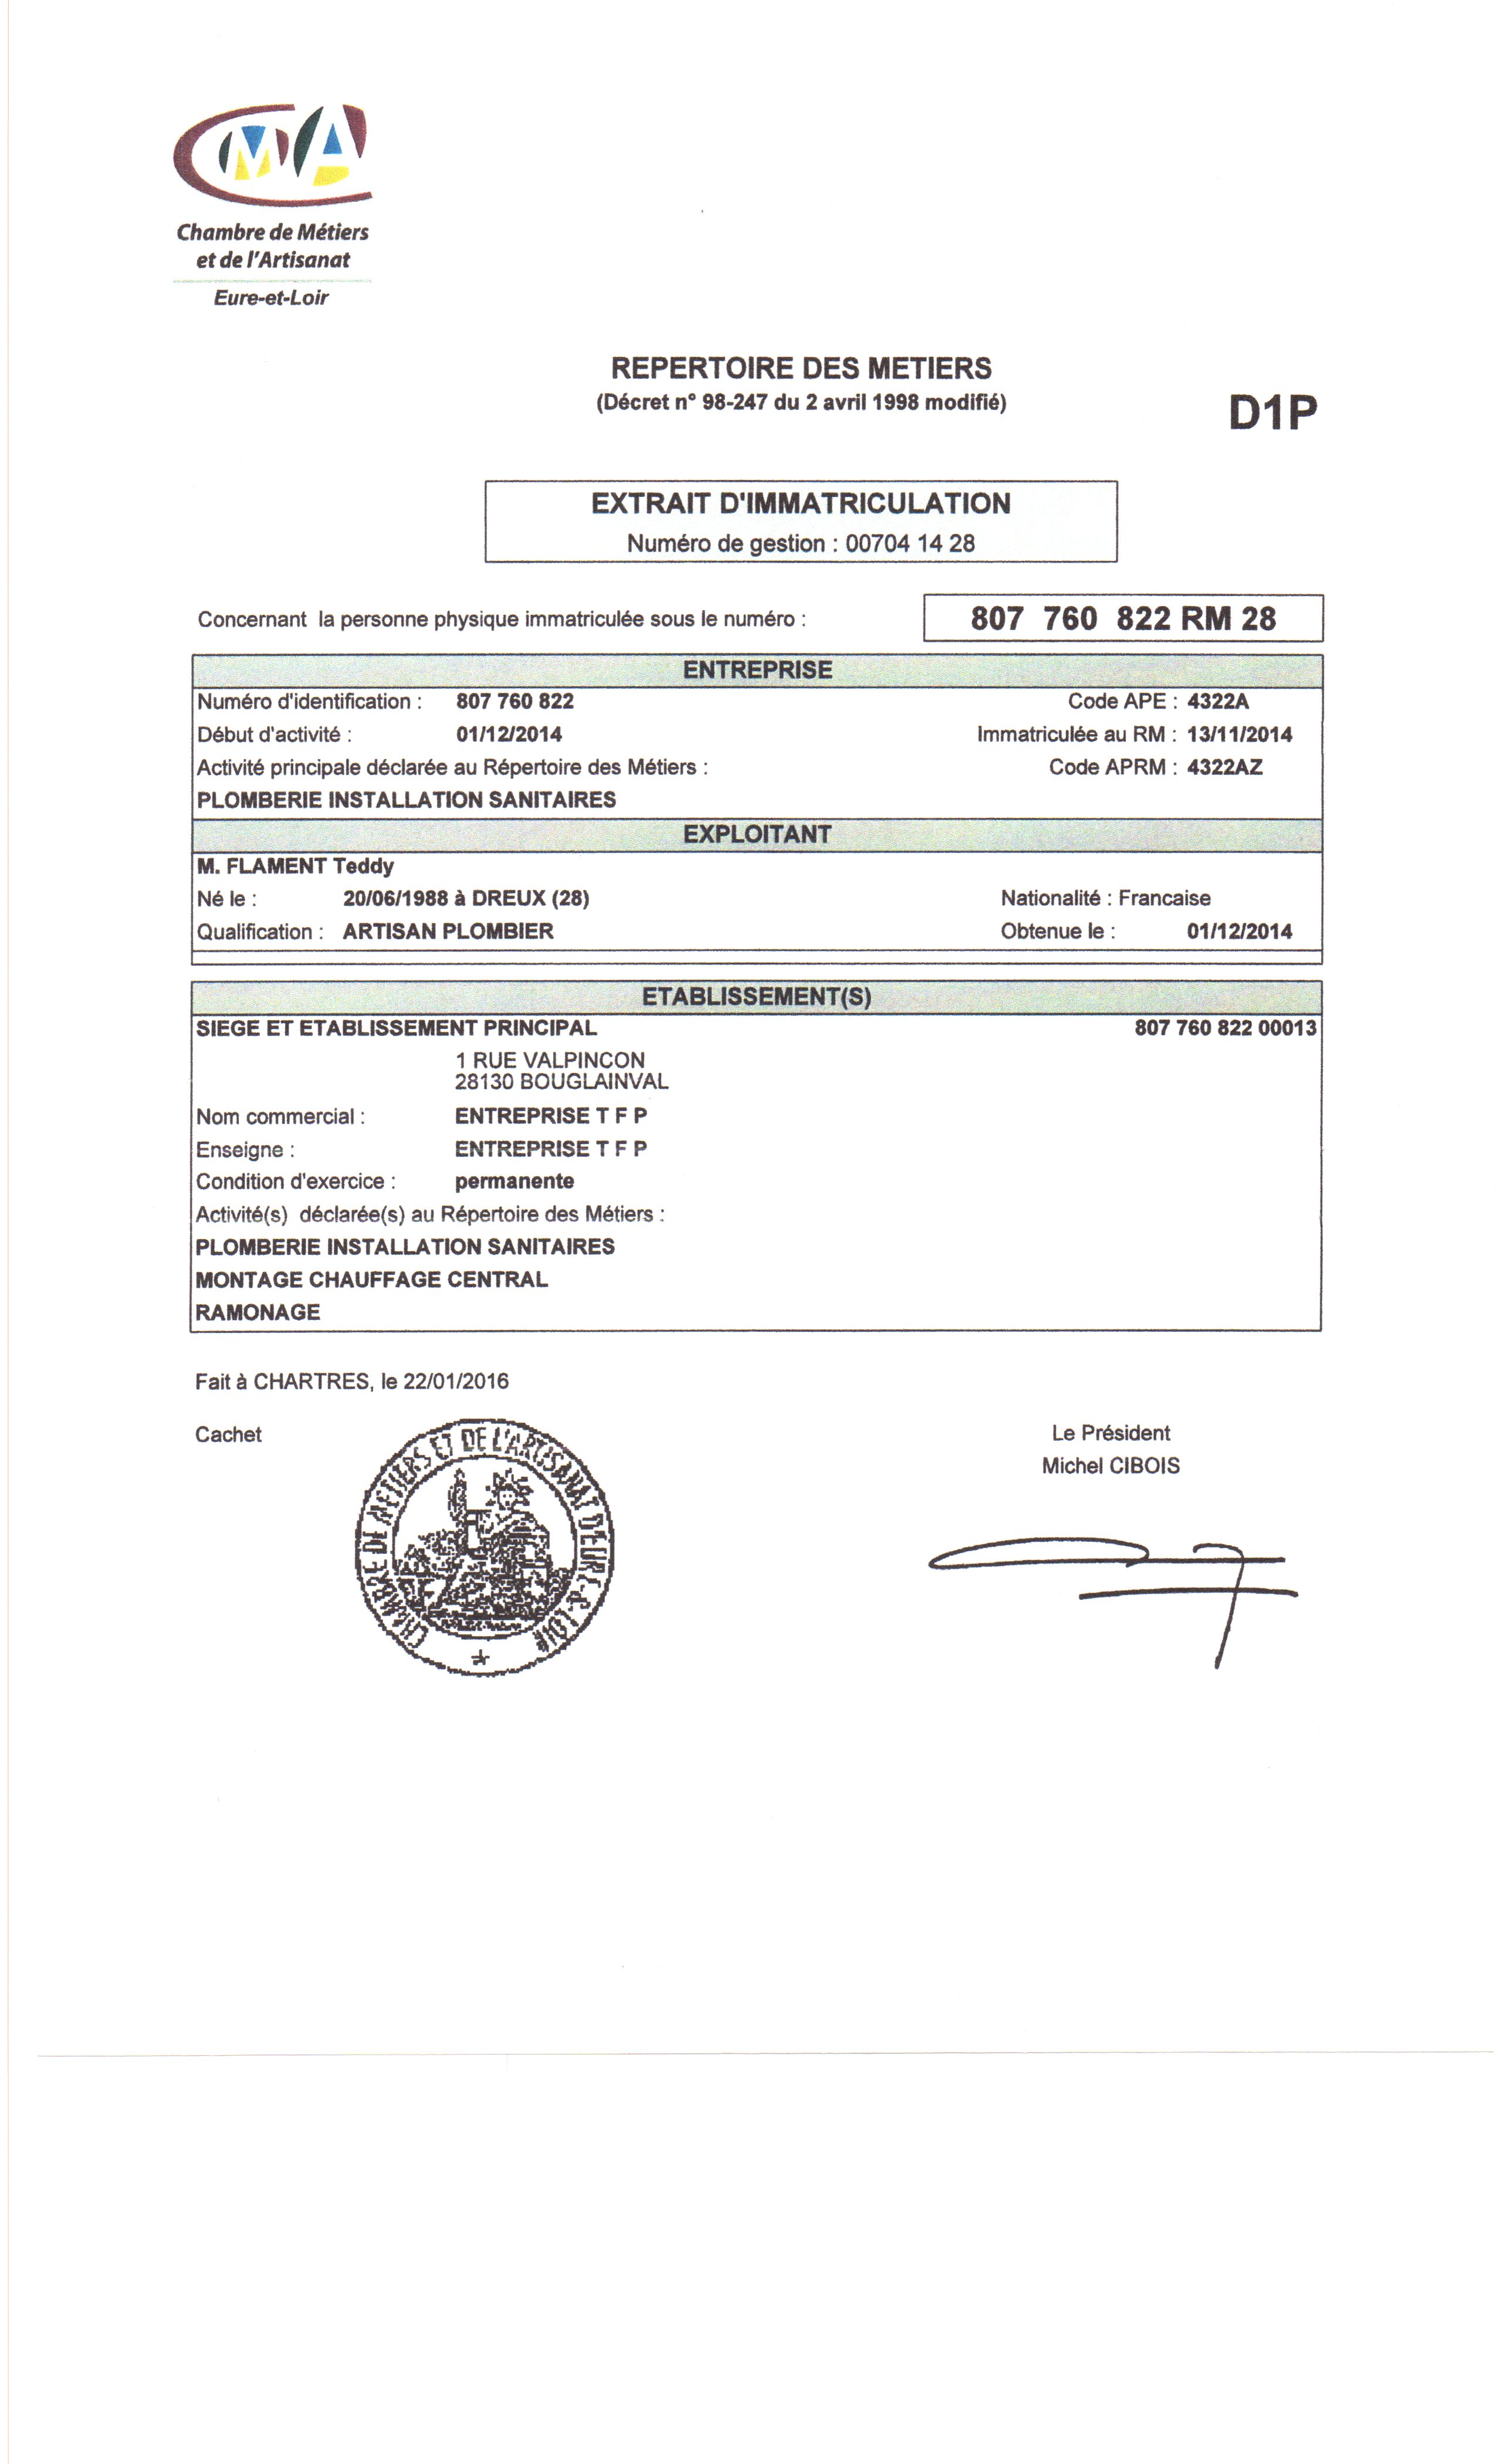 CMA
Chambre de Métiers
et de l'Artisanat
Eure-et-Loir
REPERTOIRE DES METIERS
(Décret n° 98-247 du 2 avril 1998 modifié)
D1P
EXTRAIT D'IMMATRICULATION
Numéro de gestion : 00704 14 28
Concernant la personne physique immatriculée sous le numéro :
807 760 822 RM 28
ENTREPRISE
Numéro d'identification : 807 760 822 Code APE : 4322A
Début d'activité : 01/12/2014 Immatriculée au RM : 13/11/2014
Activité principale déclarée au Répertoire des Métiers : Code APRM : 4322AZ
PLOMBERIE INSTALLATION SANITAIRES
EXPLOITANT
M. FLAMENT Teddy
Né le : 20/06/1988 à DREUX (28) Nationalité : Francaise
Qualification : ARTISAN PLOMBIER Obtenue le : 01/12/2014
ETABLISSEMENT(S)
SIEGE ET ETABLISSEMENT PRINCIPAL 807 760 822 00013
1 RUE VALPINCON
28130 BOUGLAINVAL
Nom commercial : ENTREPRISE T F P
Enseigne : ENTREPRISE T F P
Condition d'exercice : permanente
Activité(s) déclarée(s) au Répertoire des Métiers :
PLOMBERIE INSTALLATION SANITAIRES
MONTAGE CHAUFFAGE CENTRAL
RAMONAGE
Fait à CHARTRES, le 22/01/2016
Cachet
Le Président
Michel CIBOIS
CHAMBRE DE METIERS ET DE L'ARTISANAT D'EURE-&-LOIR